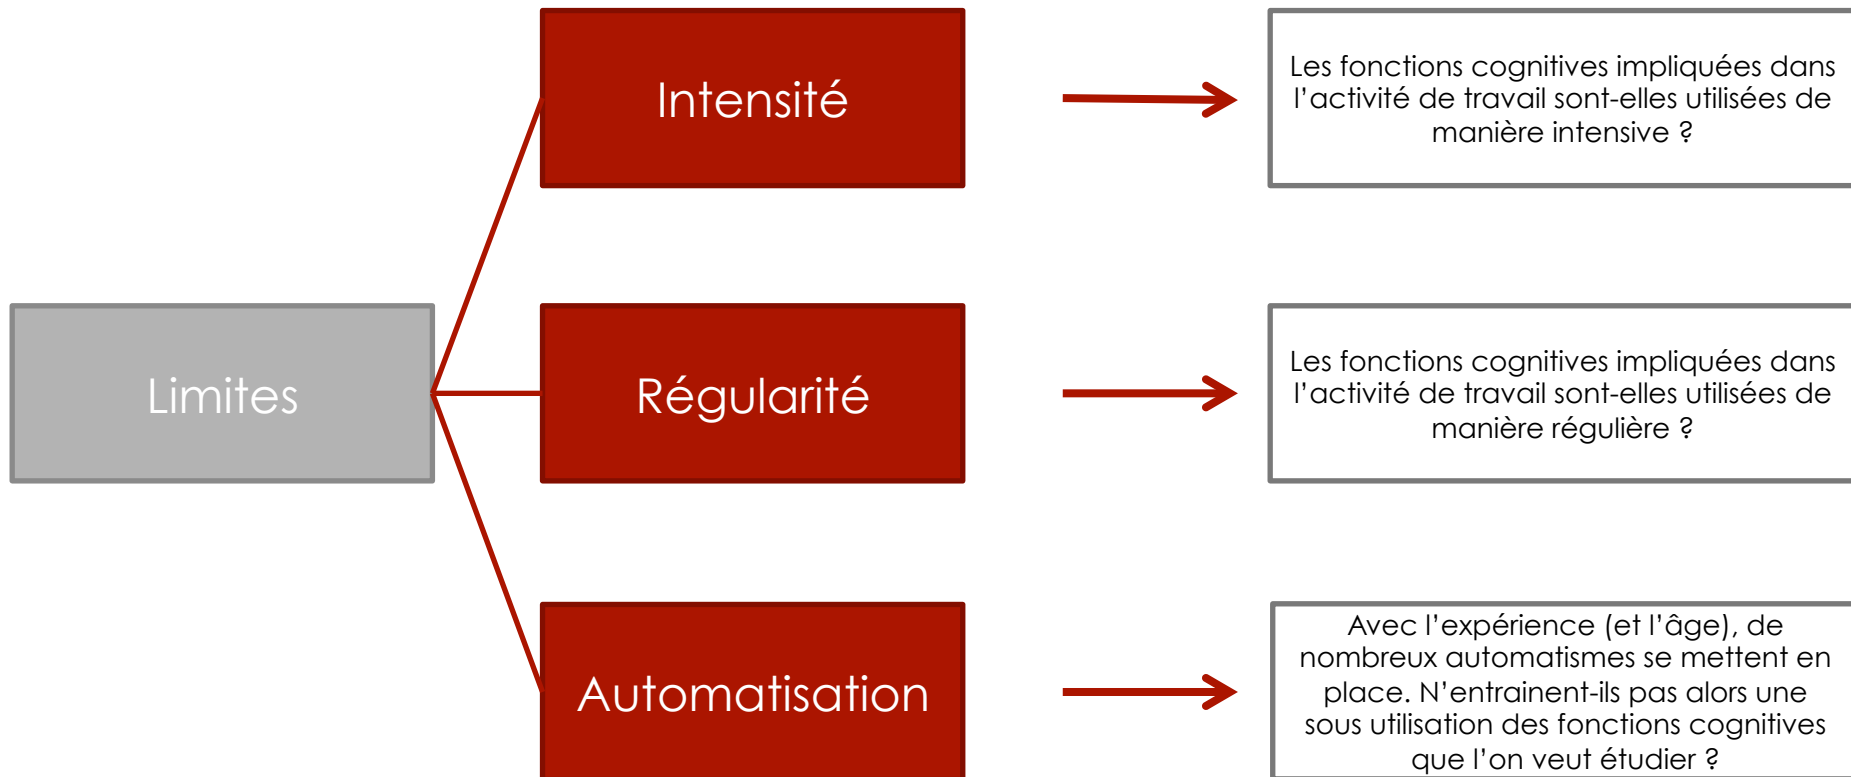 Intensité
Les fonctions cognitives impliquées dans
l'activité de travail sont-elles utilisées de
manière intensive ?
Limites
Régularité
Les fonctions cognitives impliquées dans
l'activité de travail sont-elles utilisées de
manière régulière ?
Automatisation
Avec l'expérience (et l'âge), de
nombreux automatismes se mettent en
place. N'entrainent-ils pas alors une
sous utilisation des fonctions cognitives
que l'on veut étudier ?